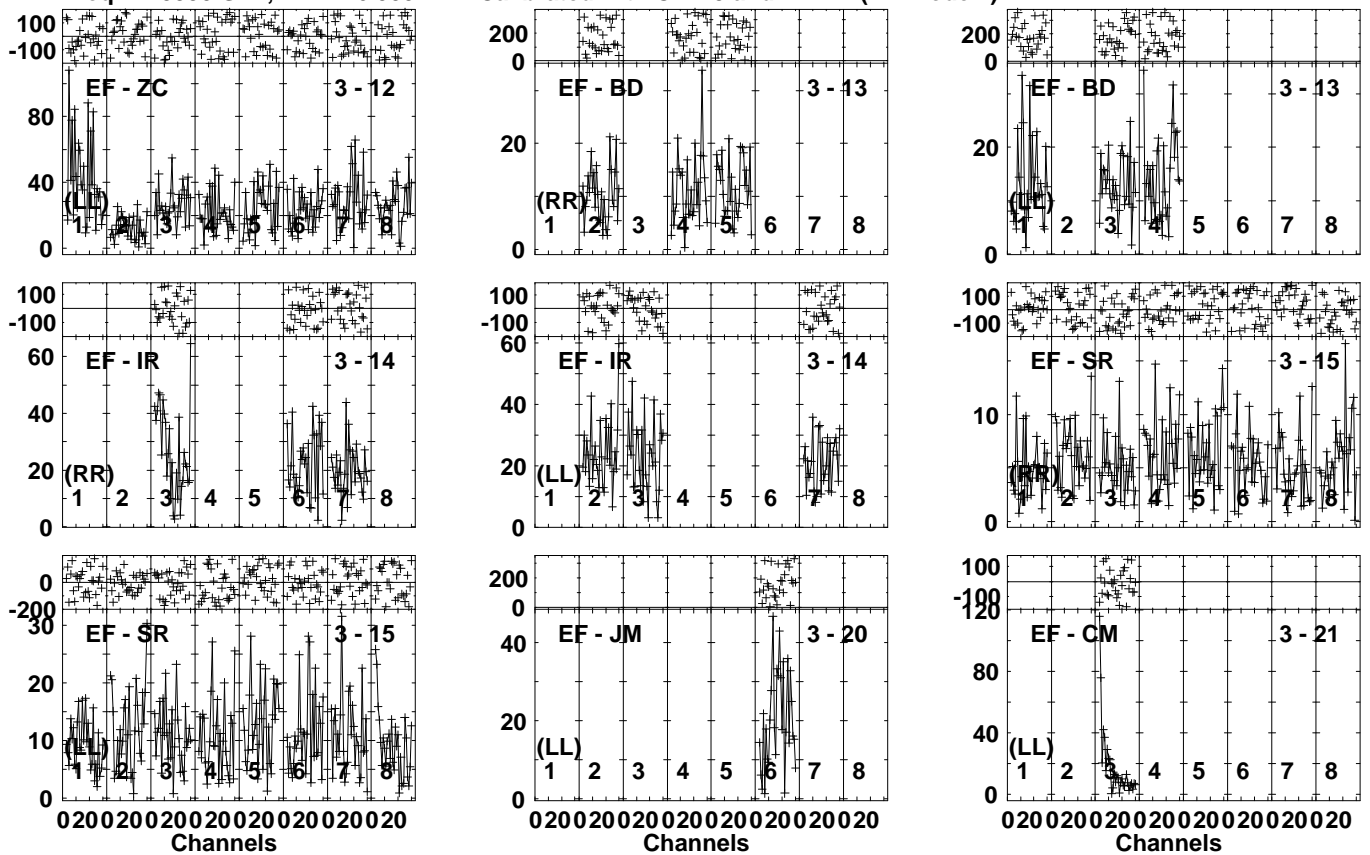 100
-100
EF - ZC 3 - 12
80
40
0
(LL)
1 2 3 4 5 6 7 8
200
0
EF - BD 3 - 13
20
0
(RR)
1 2 3 4 5 6 7 8
200
0
EF - BD 3 - 13
20
0
(LL)
1 2 3 4 5 6 7 8
100
-100
EF - IR 3 - 14
60
40
20
0
(RR)
1 2 3 4 5 6 7 8
100
-100
EF - IR 3 - 14
60
40
20
0
(LL)
1 2 3 4 5 6 7 8
100
-100
EF - SR 3 - 15
10
0
(RR)
1 2 3 4 5 6 7 8
0
-200
EF - SR 3 - 15
30
20
10
0
(LL)
1 2 3 4 5 6 7 8
020020020020020020020020
Channels
200
0
EF - JM 3 - 20
40
20
0
(LL)
1 2 3 4 5 6 7 8
020020020020020020020020
Channels
100
-100
EF - CM 3 - 21
120
80
40
0
(LL)
1 2 3 4 5 6 7 8
020020020020020020020020
Channels